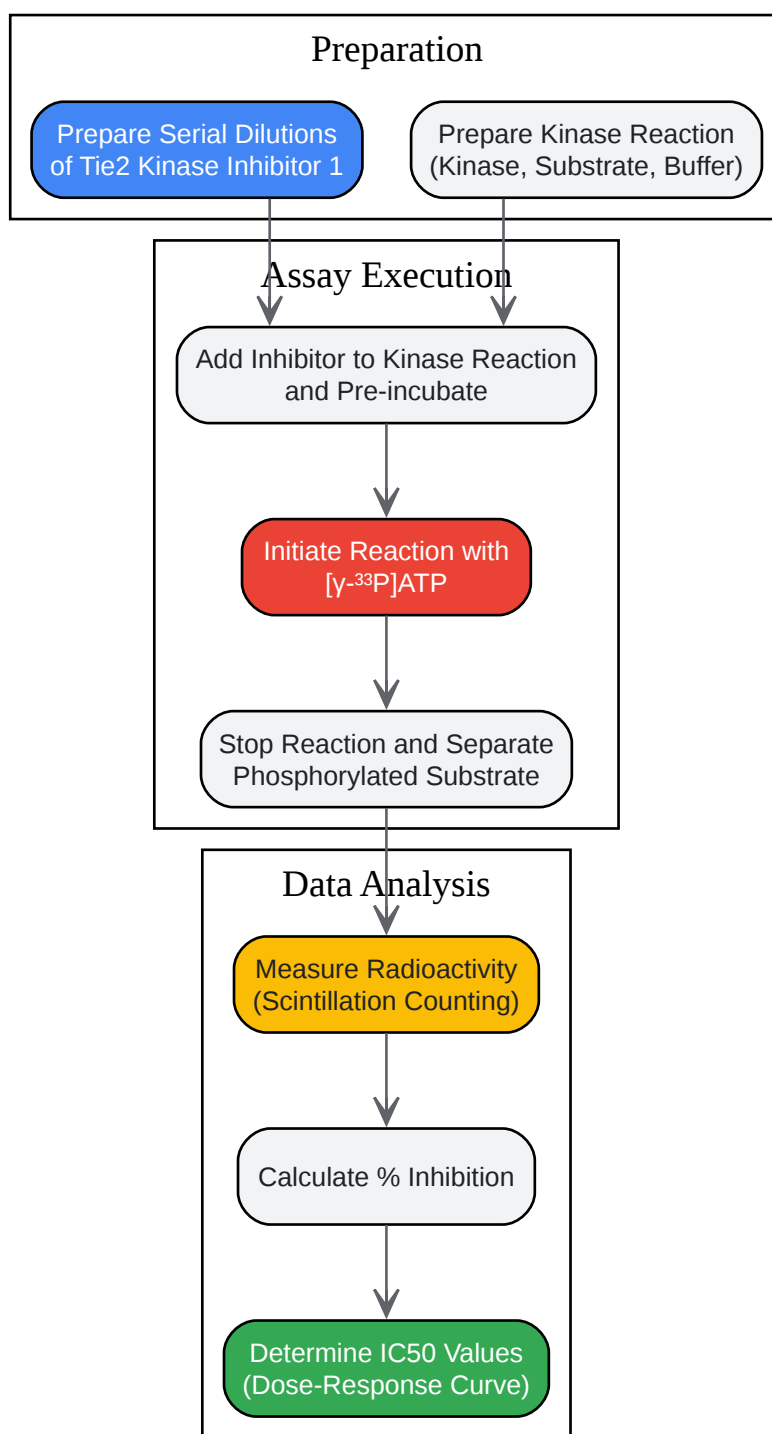 Preparation
Prepare Serial Dilutions
of Tie2 Kinase Inhibitor 1
Prepare Kinase Reaction
(Kinase, Substrate, Buffer)
Assay Execution
Add Inhibitor to Kinase Reaction
and Pre-incubate
Initiate Reaction with
[γ-³³P]ATP
Stop Reaction and Separate
Phosphorylated Substrate
Data Analysis
Measure Radioactivity
(Scintillation Counting)
Calculate % Inhibition
Determine IC50 Values
(Dose-Response Curve)